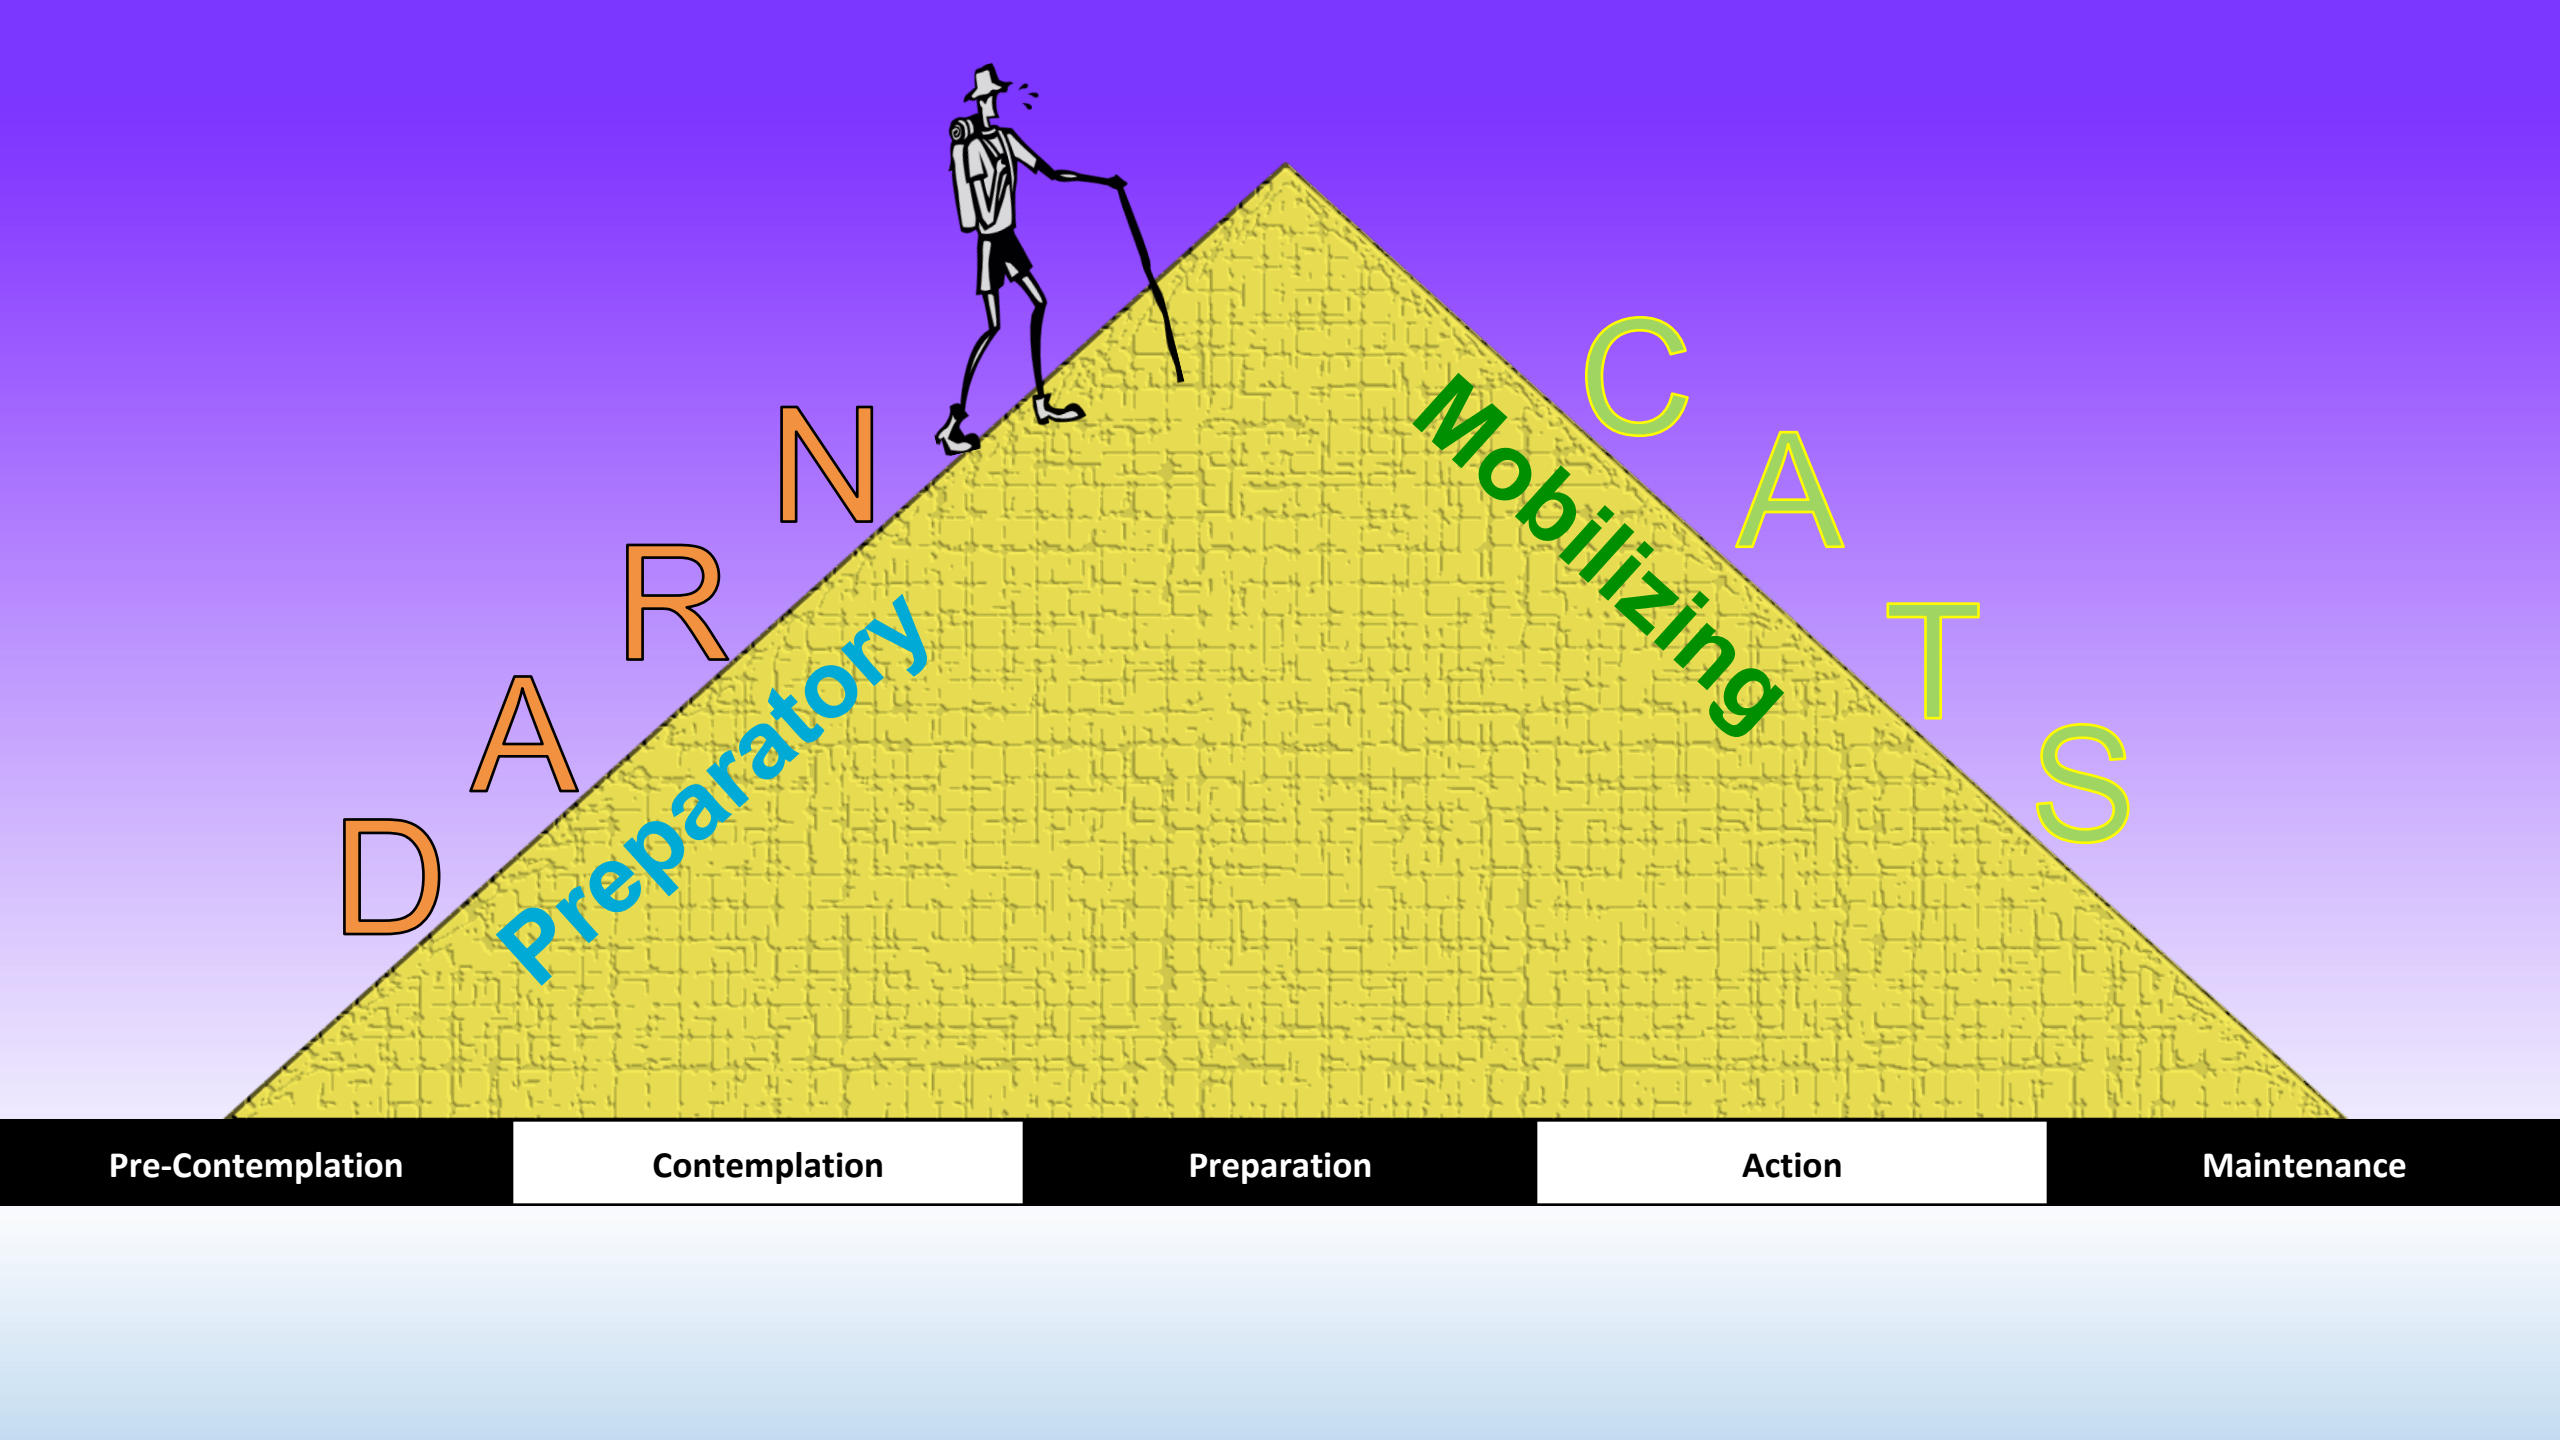 D
A
R
N
Preparatory
Mobilizing
C
A
T
S
Pre-Contemplation
Contemplation
Preparation
Action
Maintenance